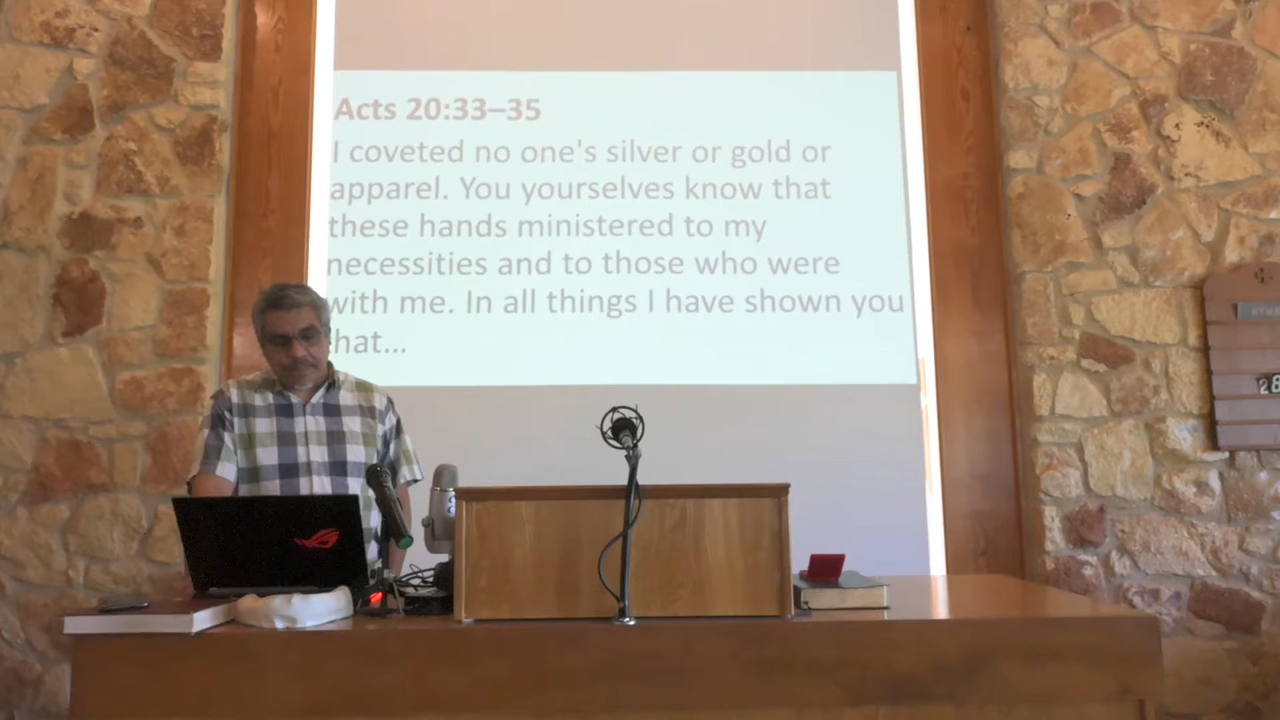 Acts 20:33–35
I coveted no one's silver or gold or
apparel. You yourselves know that
these hands ministered to my
necessities and to those who were
with me. In all things I have shown you
that...
28